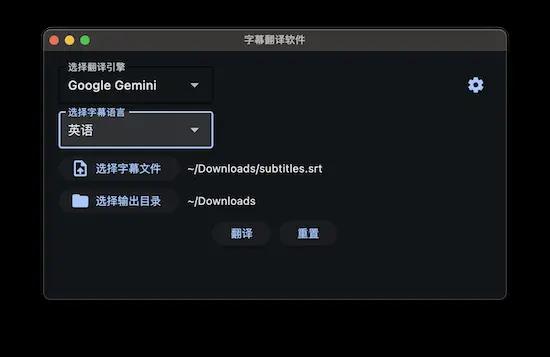 字幕翻译软件
选择翻译引擎
Google Gemini
选择字幕语言
英语
选择字幕文件 ~/Downloads/subtitles.srt
选择输出目录 ~/Downloads
翻译 重置